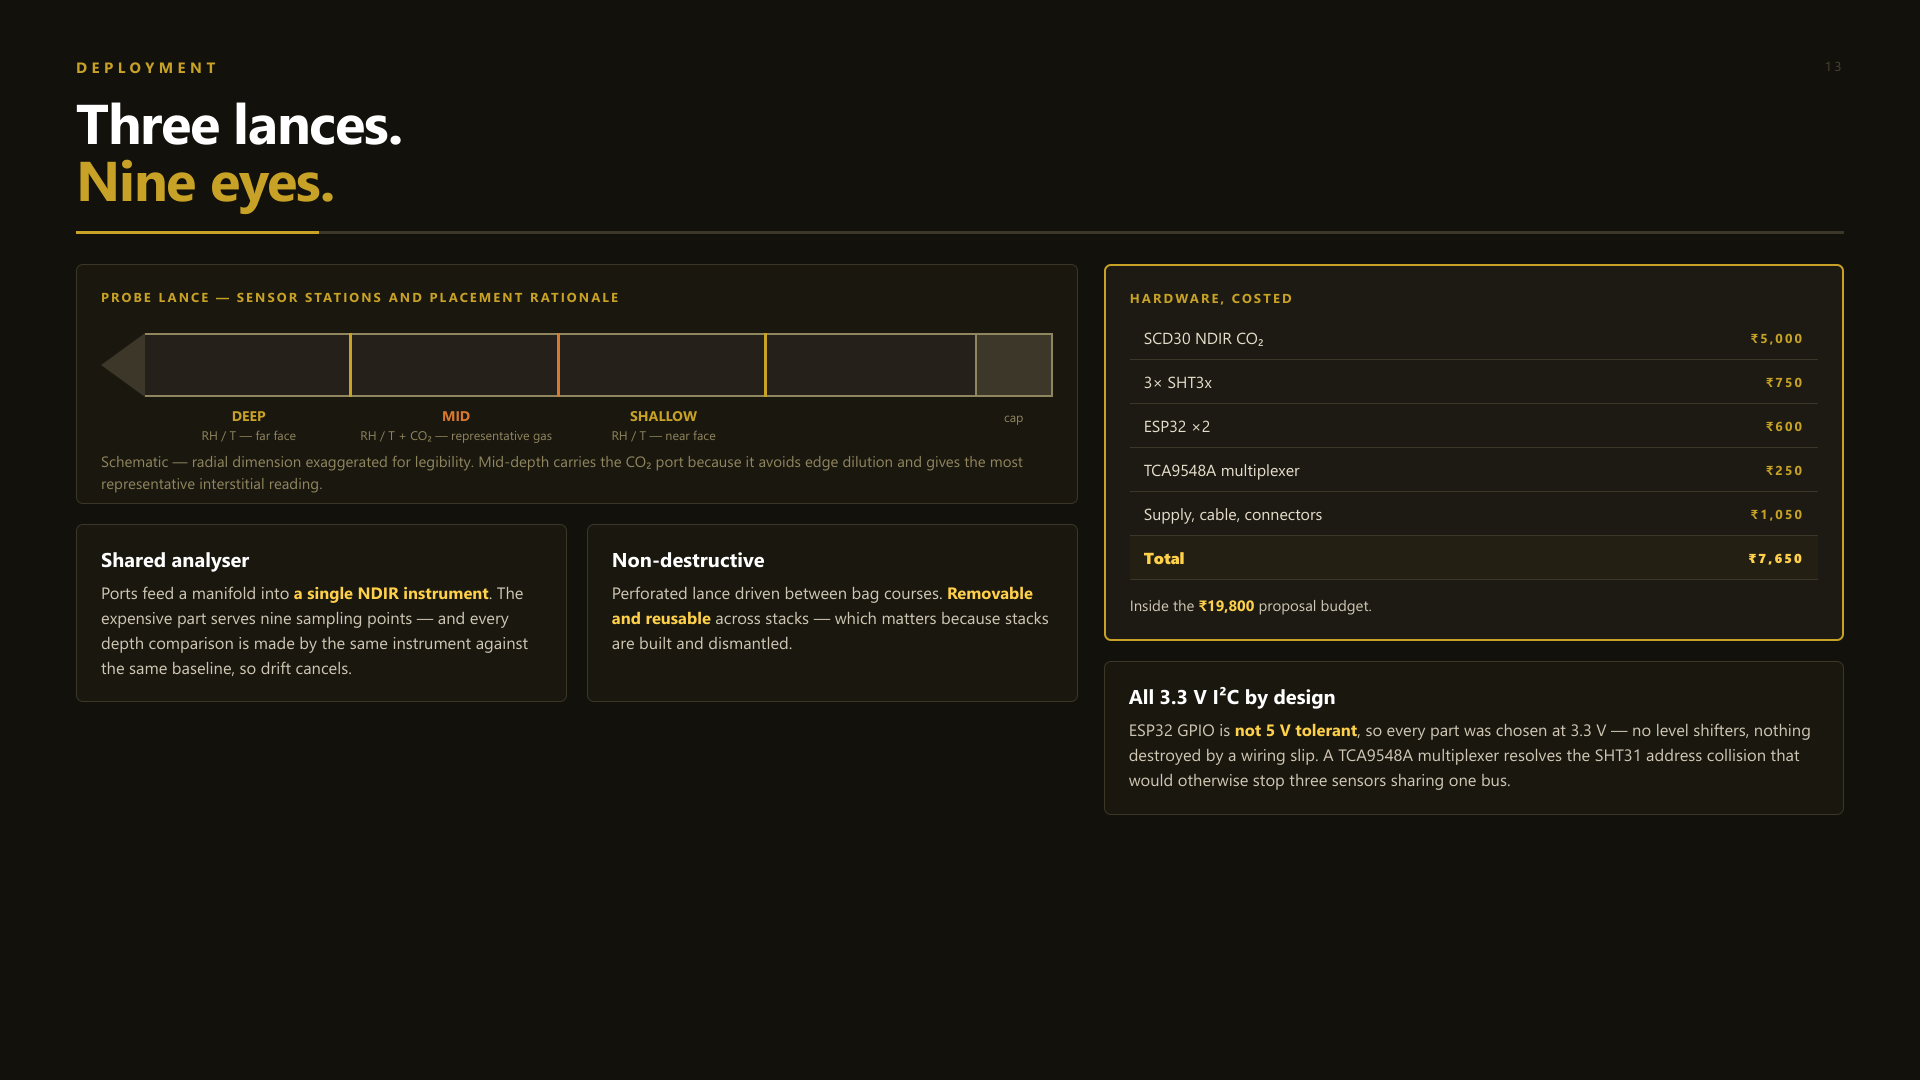 DEPLOYMENT
13
Three lances.
Nine eyes.
PROBE LANCE — SENSOR STATIONS AND PLACEMENT RATIONALE
DEEP
RH / T — far face
MID
RH / T + CO₂ — representative gas
SHALLOW
RH / T — near face
cap
Schematic — radial dimension exaggerated for legibility. Mid-depth carries the CO₂ port because it avoids edge dilution and gives the most
representative interstitial reading.
Shared analyser
Ports feed a manifold into a single NDIR instrument. The
expensive part serves nine sampling points — and every
depth comparison is made by the same instrument against
the same baseline, so drift cancels.
Non-destructive
Perforated lance driven between bag courses. Removable
and reusable across stacks — which matters because stacks
are built and dismantled.
HARDWARE, COSTED
SCD30 NDIR CO₂ ₹5,000
3× SHT3x ₹750
ESP32 ×2 ₹600
TCA9548A multiplexer ₹250
Supply, cable, connectors ₹1,050
Total ₹7,650
Inside the ₹19,800 proposal budget.
All 3.3 V I²C by design
ESP32 GPIO is not 5 V tolerant, so every part was chosen at 3.3 V — no level shifters, nothing
destroyed by a wiring slip. A TCA9548A multiplexer resolves the SHT31 address collision that
would otherwise stop three sensors sharing one bus.